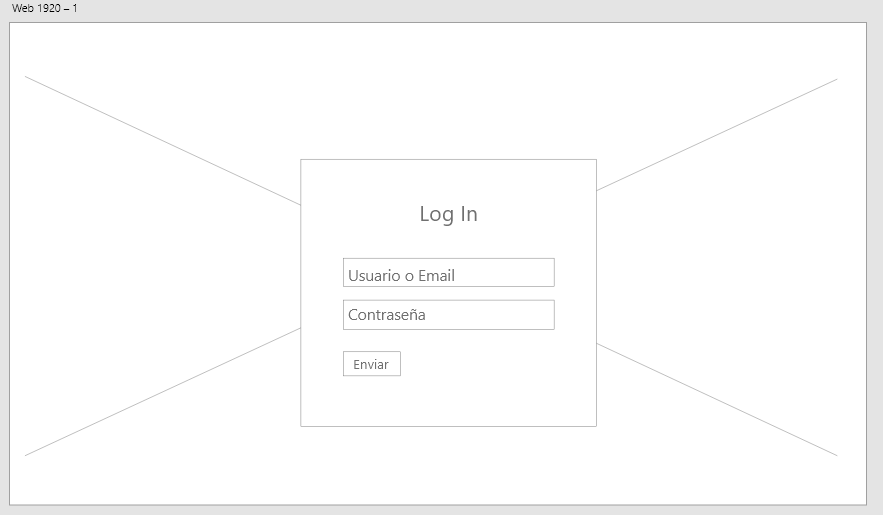 Web 1920 – 1
Log In
Usuario o Email
Contraseña
Enviar